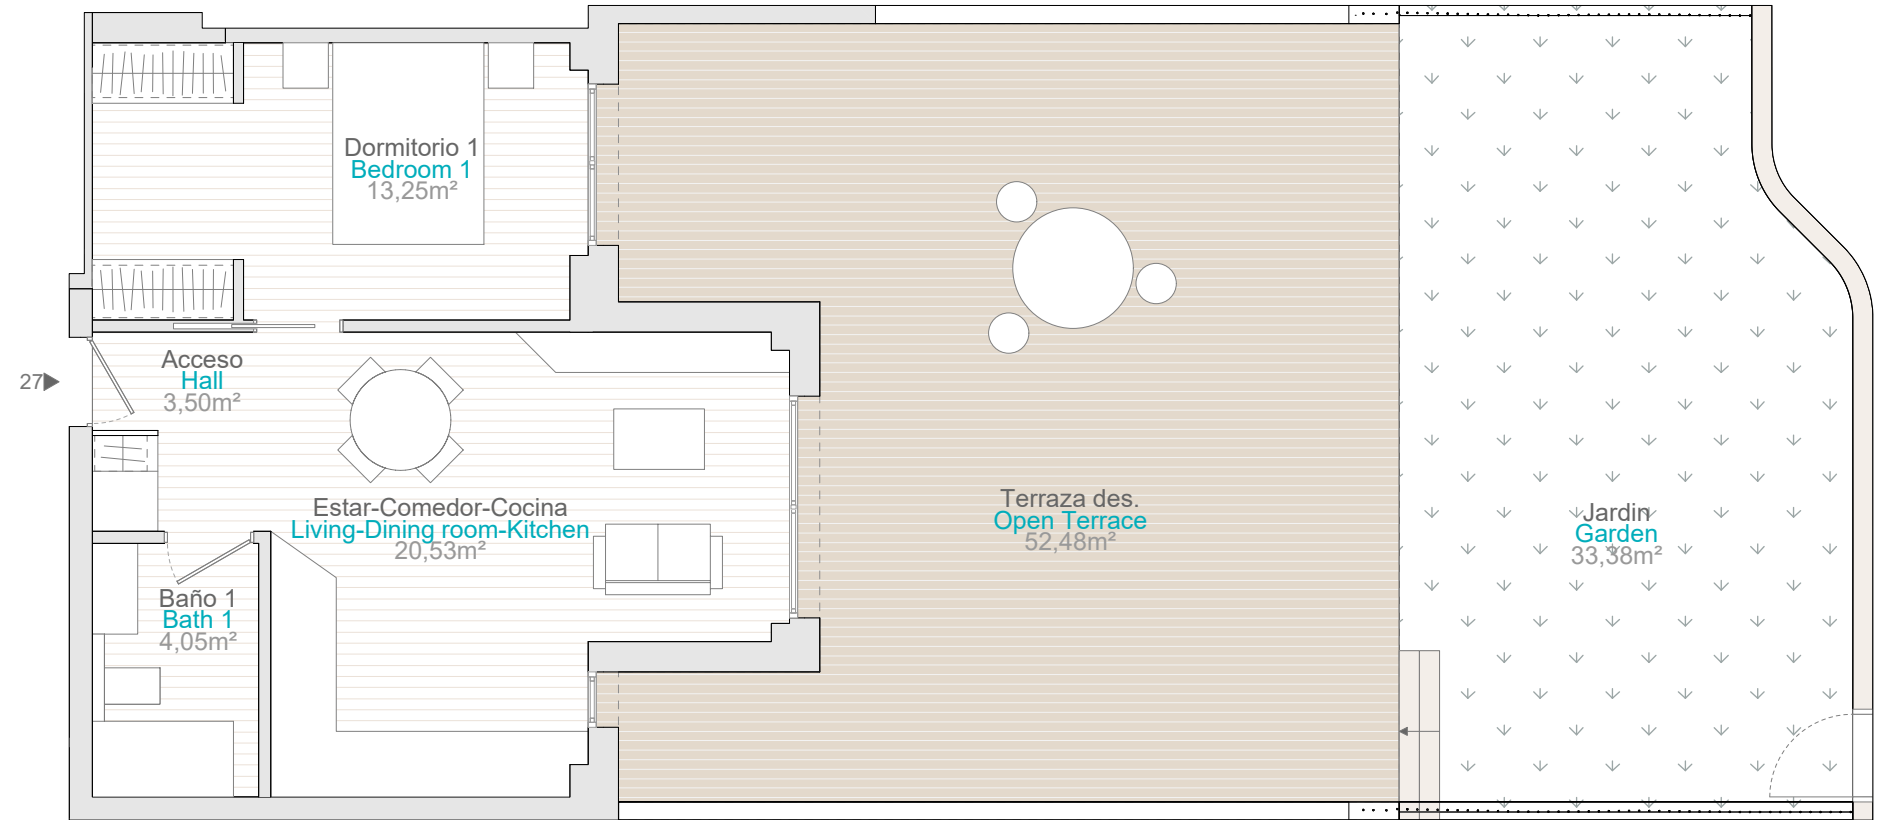 Dormitorio 1
Bedroom 1
13,25m²
27
Acceso
Hall
3,50m²
Estar-Comedor-Cocina
Living-Dining room-Kitchen
20,53m²
Baño 1
Bath 1
4,05m²
Terraza des.
Open Terrace
52,48m²
Jardin
Garden
33,38m²